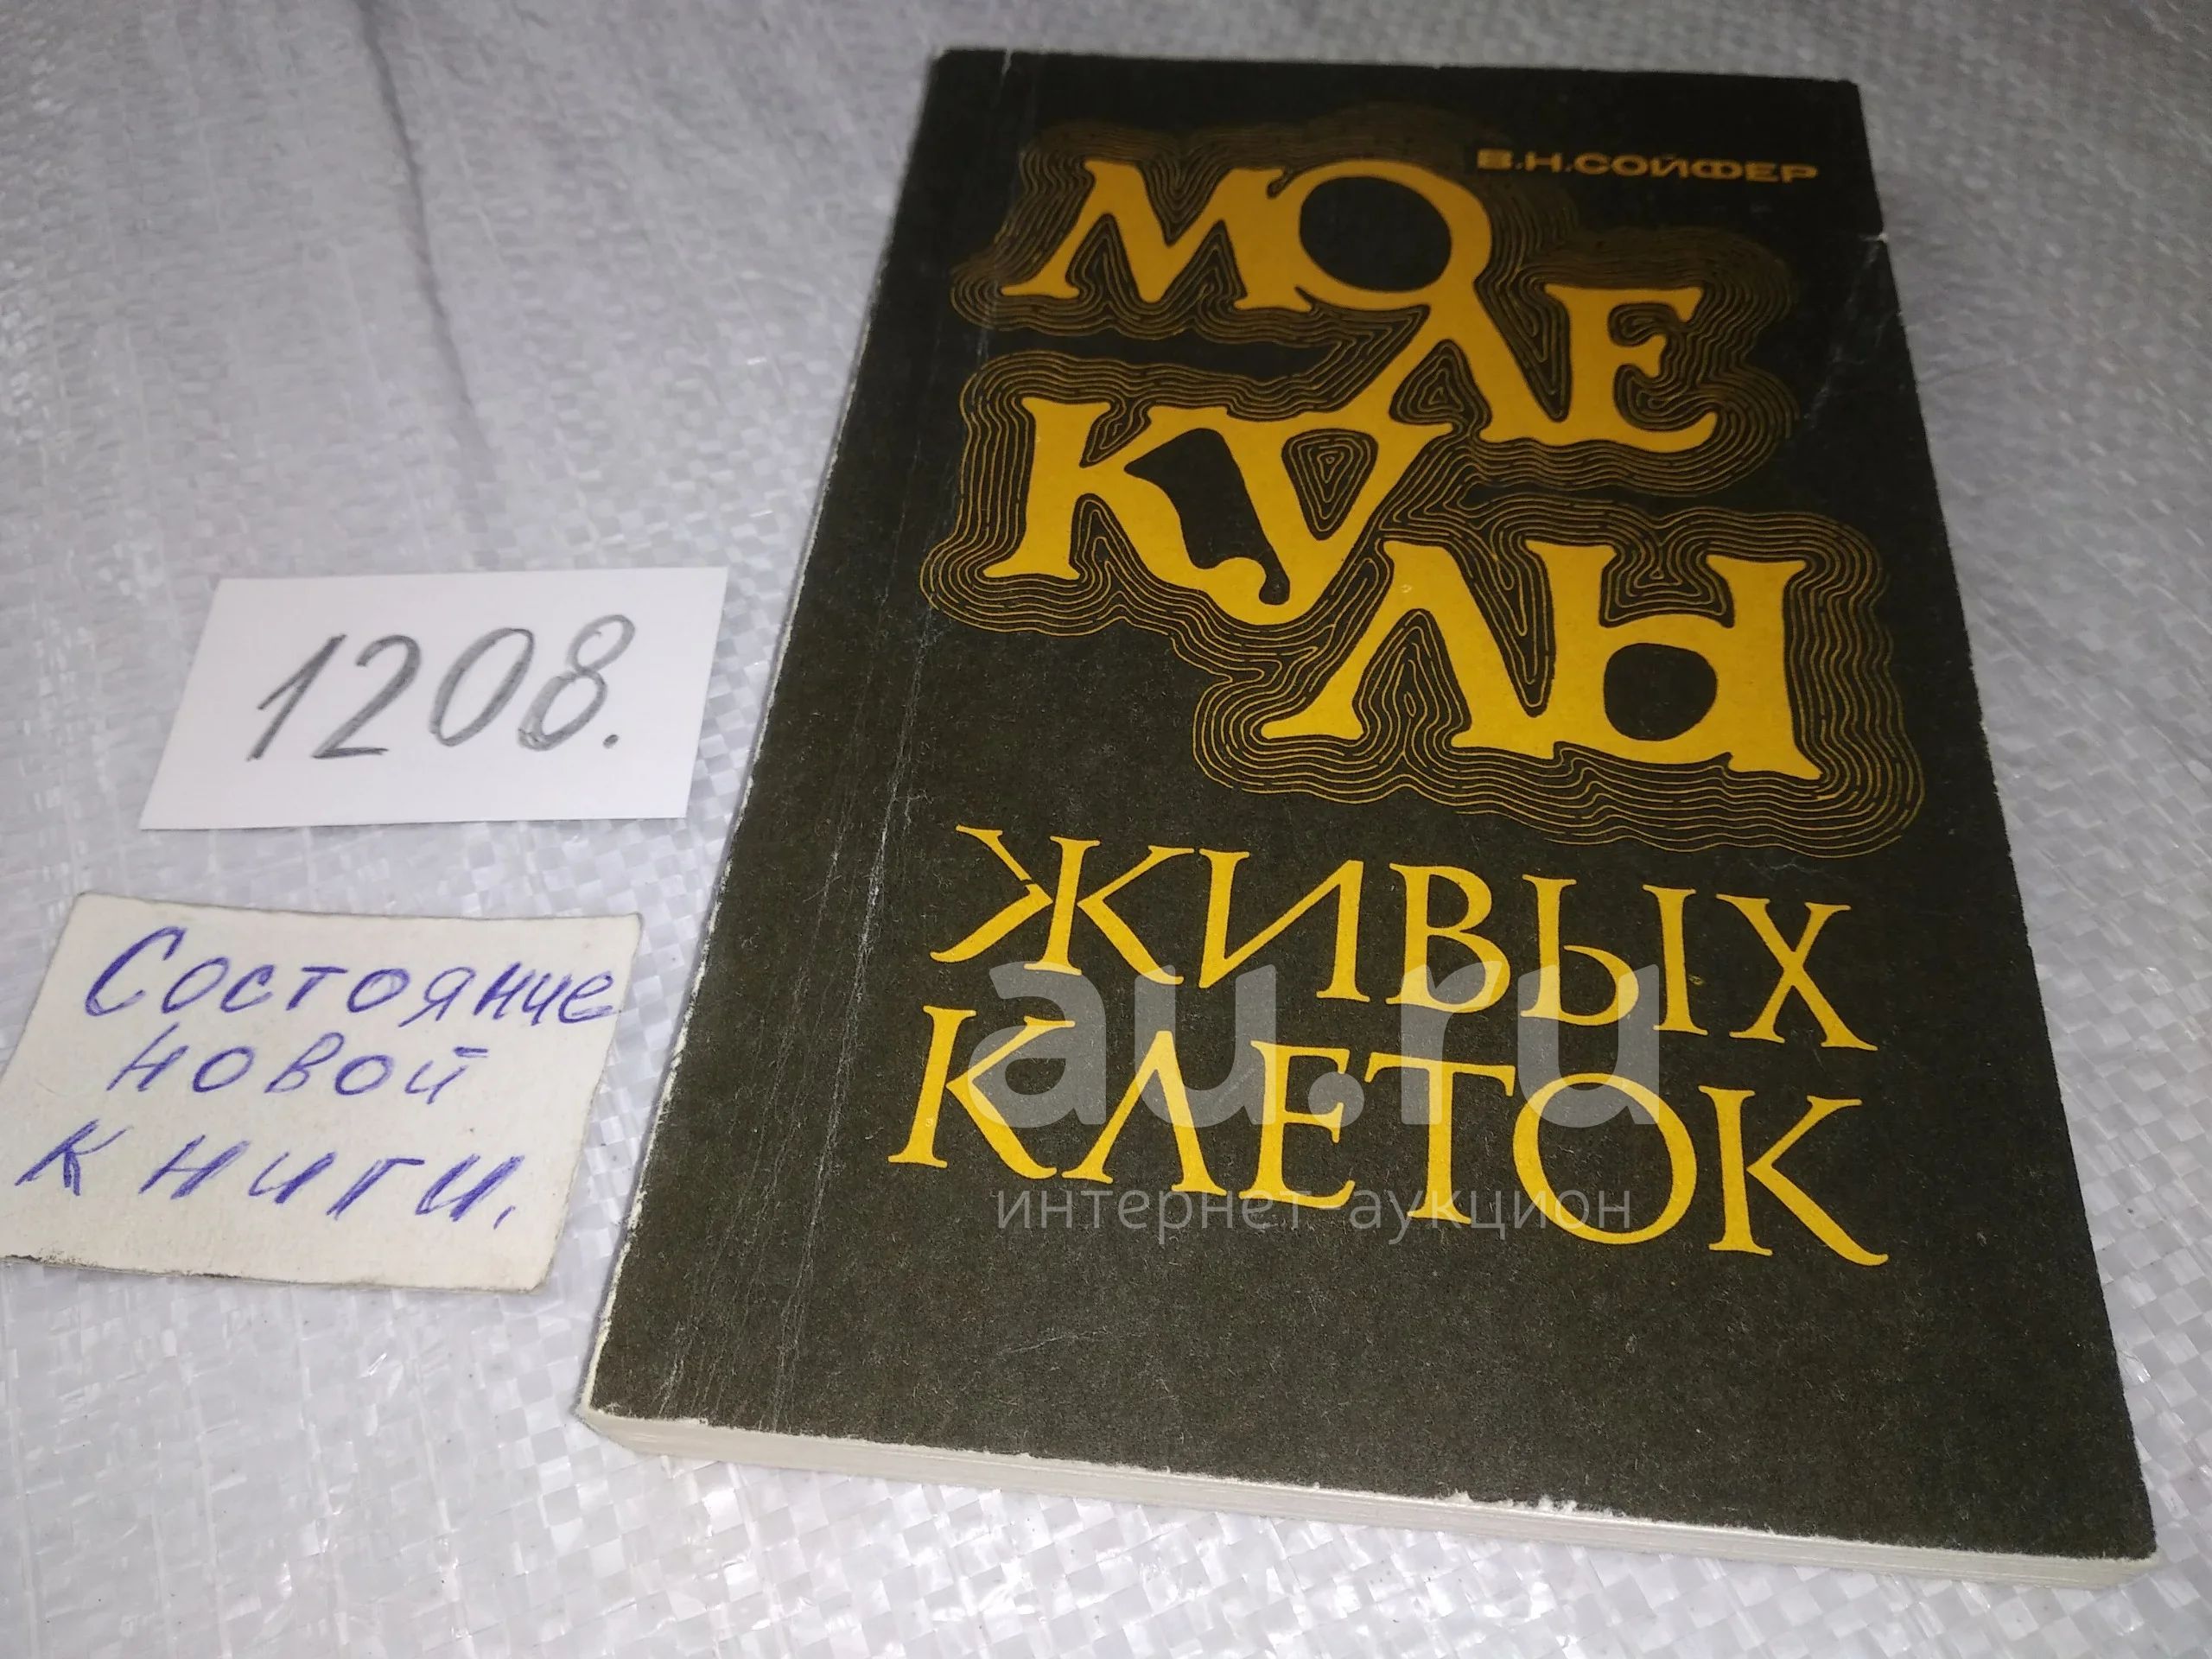 В.Н.СОЙФЕР
МОЛЕ
КУЛЫ
ЖИВЫХ
КЛЕТОК
1208.
Состояние
новой
книги.
au.ru
интернет аукцион